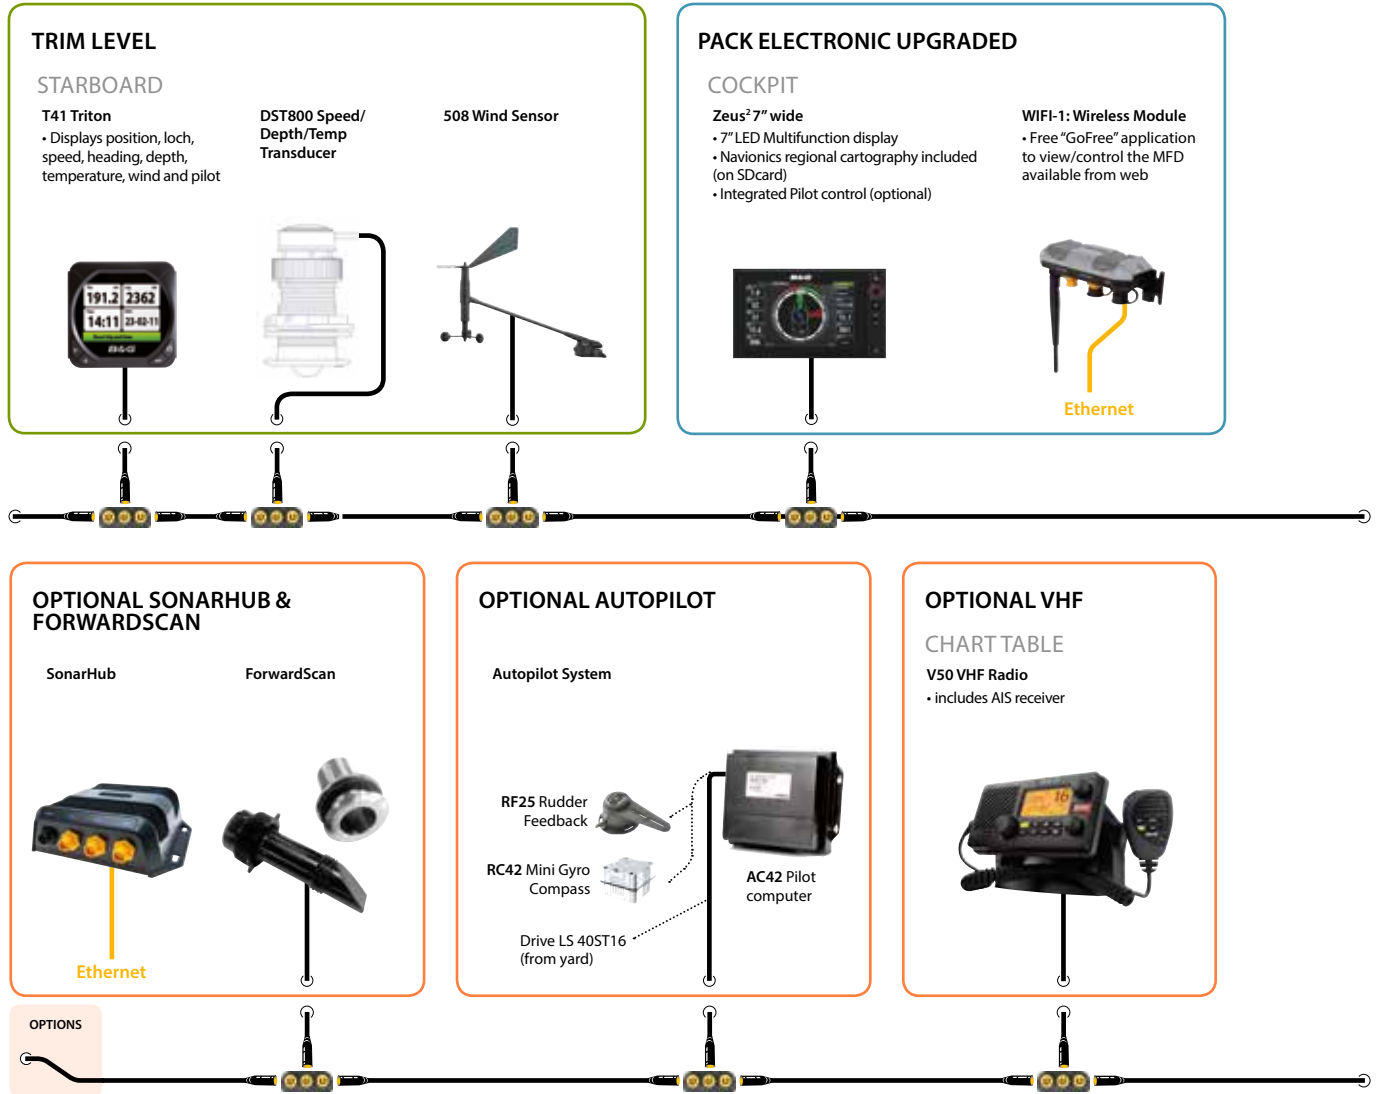 TRIM LEVEL
STARBOARD
T41 Triton
• Displays position, loch,
speed, heading, depth,
temperature, wind and pilot
DST800 Speed/
Depth/Temp
Transducer
508 Wind Sensor
191.2 2362
14:11 23-02-11
B&G
PACK ELECTRONIC UPGRADED
COCKPIT
Zeus² 7” wide
• 7” LED Multifunction display
• Navionics regional cartography included
(on SDcard)
• Integrated Pilot control (optional)
WIFI-1: Wireless Module
• Free “GoFree” application
to view/control the MFD
available from web
B&G
Ethernet
OPTIONAL SONARHUB &
FORWARDSCAN
SonarHub
ForwardScan
Ethernet
OPTIONAL AUTOPILOT
Autopilot System
RF25 Rudder
Feedback
RC42 Mini Gyro
Compass
AC42 Pilot
computer
Drive LS 40ST16
(from yard)
OPTIONAL VHF
CHART TABLE
V50 VHF Radio
• includes AIS receiver
16
OPTIONS